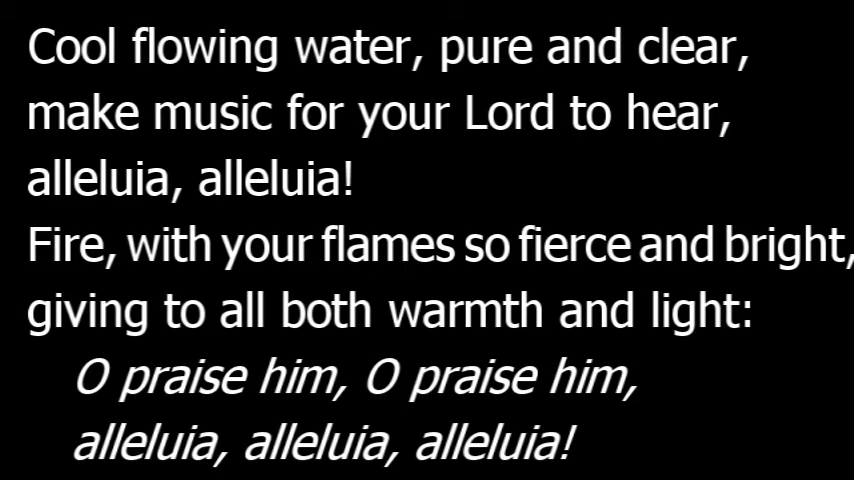 Cool flowing water, pure and clear,
make music for your Lord to hear,
alleluia, alleluia!
Fire, with your flames so fierce and bright,
giving to all both warmth and light:
O praise him, O praise him,
alleluia, alleluia, alleluia!